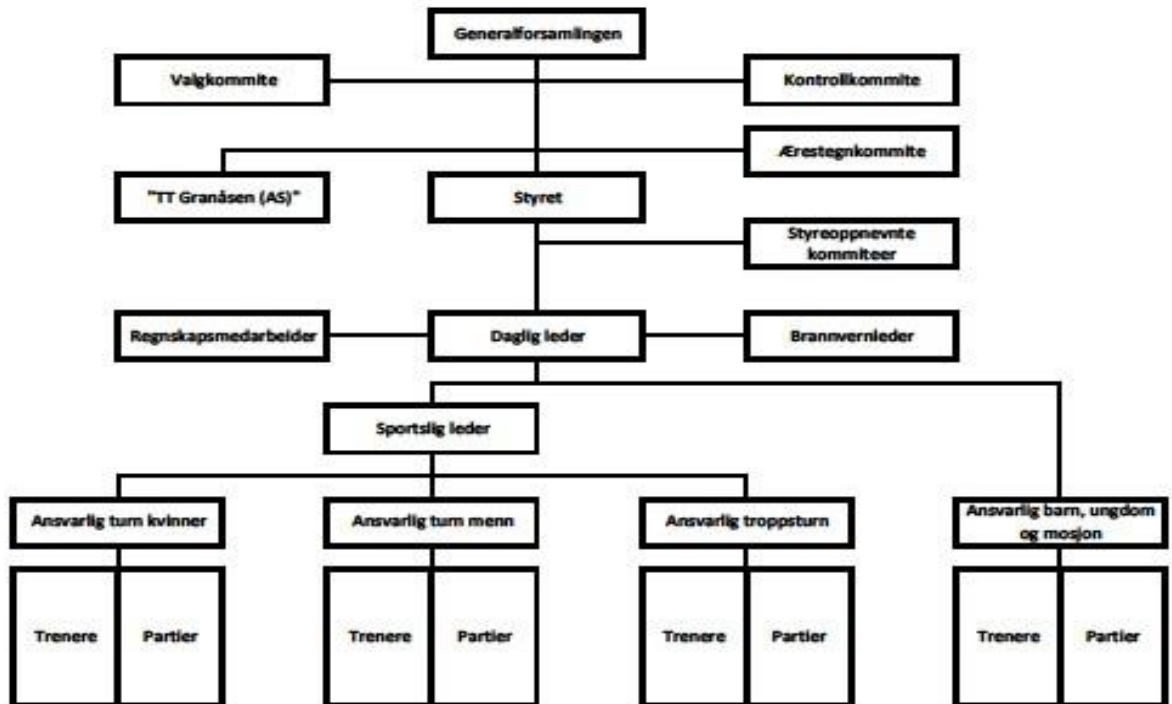 Generalforsamlingen
Valgkommite
Kontrollkommite
Ærestegnkommite
"TT Granåsen (AS)"
Styret
Styreoppnevnte
kommiteer
Regnskapsmedarbeider
Daglig leder
Brannvernleder
Sportslig leder
Ansvarlig turn kvinner
Ansvarlig turn menn
Ansvarlig troppsturn
Ansvarlig barn, ungdom
og mosjon
Trenere
Partier
Trenere
Partier
Trenere
Partier
Trenere
Partier